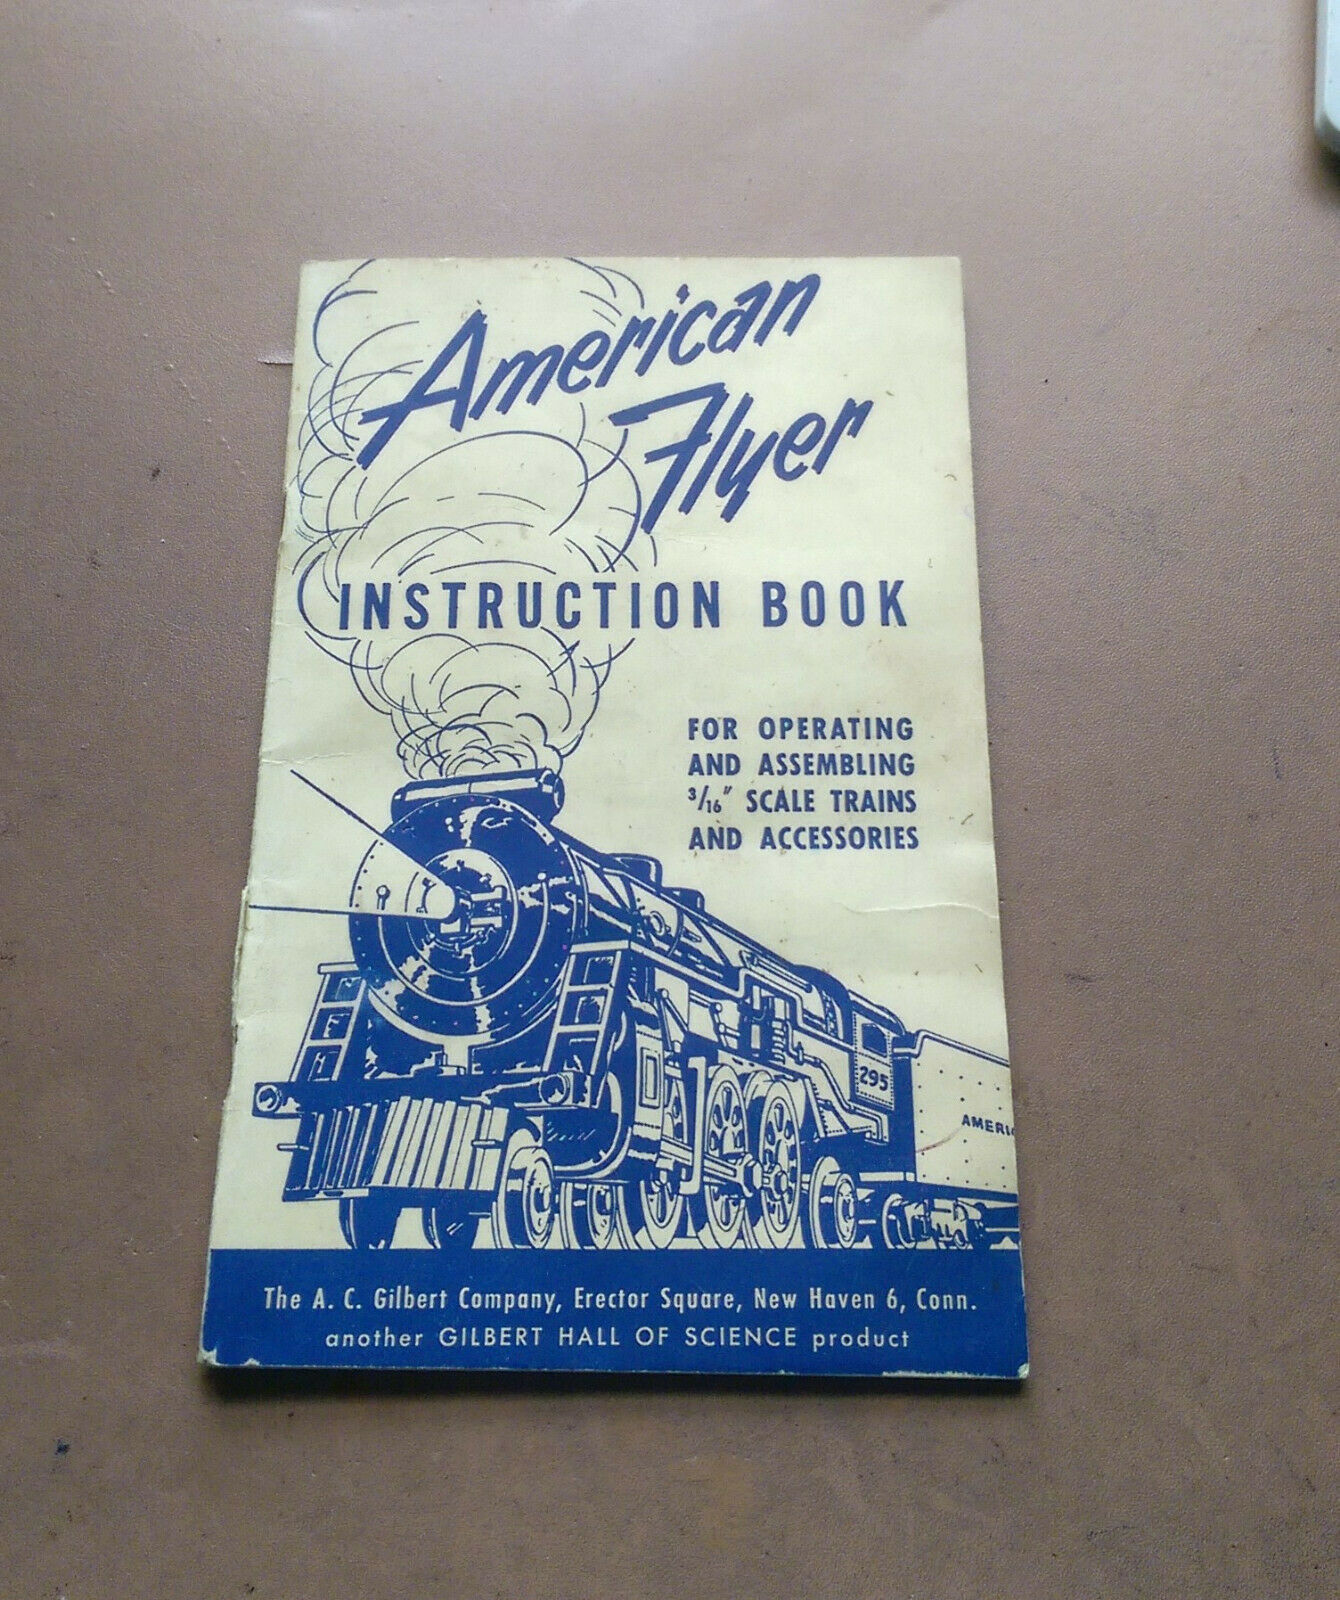 American
Flyer
INSTRUCTION BOOK
FOR OPERATING
AND ASSEMBLING
3/16" SCALE TRAINS
AND ACCESSORIES
295
AMERIC
The A. C. Gilbert Company, Erector Square, New Haven 6, Conn.
another GILBERT HALL OF SCIENCE product